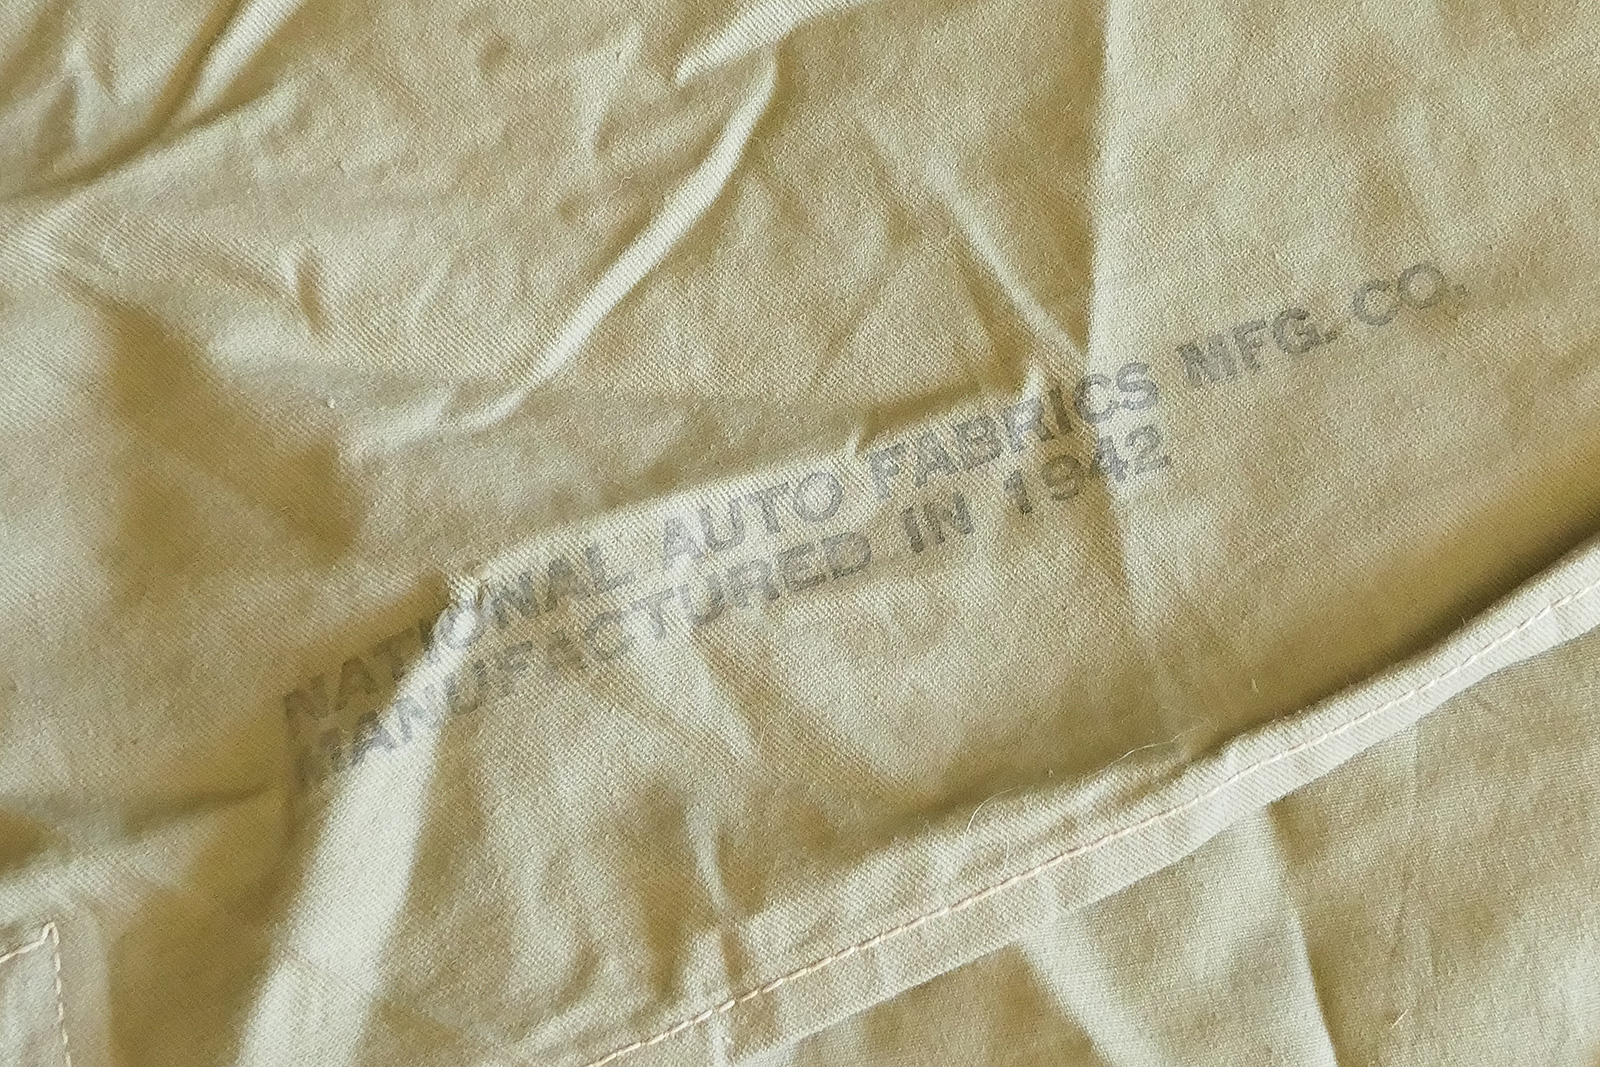 NATIONAL AUTO FABRICS MFG. CO.
MANUFACTURED IN 1942